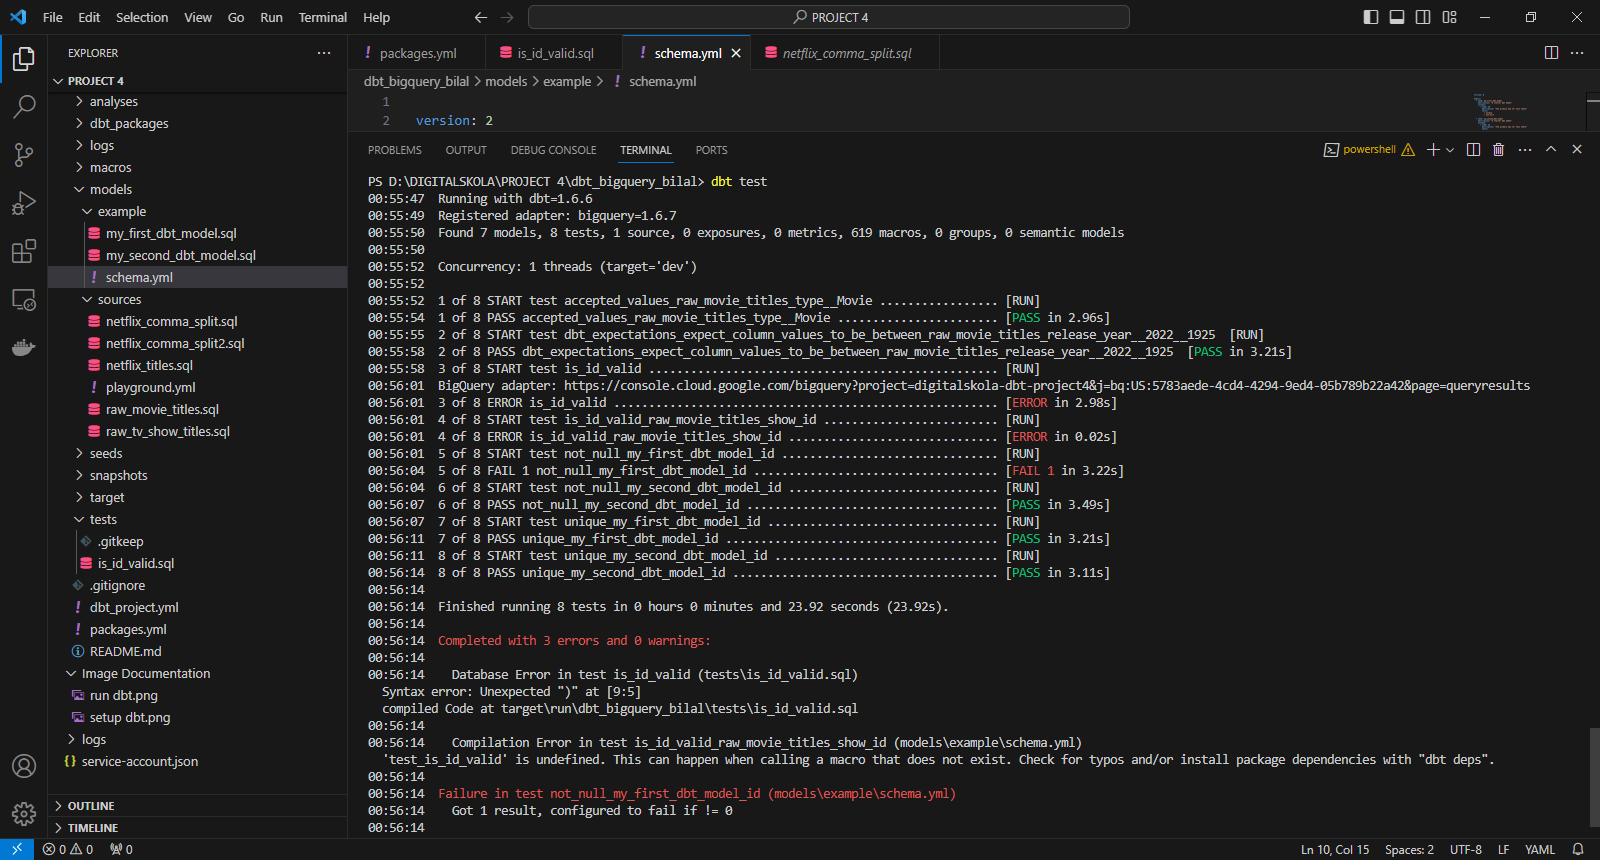 File Edit Selection View Go Run Terminal Help
PROJECT 4
EXPLORER
PROJECT 4
analyses
dbt_packages
logs
macros
models
example
my_first_dbt_model.sql
my_second_dbt_model.sql
schema.yml
sources
netflix_comma_split.sql
netflix_comma_split2.sql
netflix_titles.sql
playground.yml
raw_movie_titles.sql
raw_tv_show_titles.sql
seeds
snapshots
target
tests
.gitkeep
is_id_valid.sql
.gitignore
dbt_project.yml
packages.yml
README.md
Image Documentation
run dbt.png
setup dbt.png
logs
service-account.json
OUTLINE
TIMELINE
packages.yml is_id_valid.sql schema.yml netflix_comma_split.sql
dbt_bigquery_bilal > models > example > ! schema.yml
1
2 version: 2
PROBLEMS OUTPUT DEBUG CONSOLE TERMINAL PORTS
powershell
PS D:\DIGITALSKOLA\PROJECT 4\dbt_bigquery_bilal> dbt test
00:55:47 Running with dbt=1.6.6
00:55:49 Registered adapter: bigquery=1.6.7
00:55:50 Found 7 models, 8 tests, 1 source, 0 exposures, 0 metrics, 619 macros, 0 groups, 0 semantic models
00:55:50
00:55:52 Concurrency: 1 threads (target='dev')
00:55:52
00:55:52 1 of 8 START test accepted_values_raw_movie_titles_type__Movie ................. [RUN]
00:55:54 1 of 8 PASS accepted_values_raw_movie_titles_type__Movie ....................... [PASS in 2.96s]
00:55:55 2 of 8 START test dbt_expectations_expect_column_values_to_be_between_raw_movie_titles_release_year__2022__1925 [RUN]
00:55:58 2 of 8 PASS dbt_expectations_expect_column_values_to_be_between_raw_movie_titles_release_year__2022__1925 [PASS in 3.21s]
00:55:58 3 of 8 START test is_id_valid .................................................. [RUN]
00:56:01 BigQuery adapter: https://console.cloud.google.com/bigquery?project=digitalskola-dbt-project4&j=bq:US:5783aede-4cd4-4294-9ed4-05b789b22a42&page=queryresults
00:56:01 3 of 8 ERROR is_id_valid ....................................................... [ERROR in 2.98s]
00:56:01 4 of 8 START test is_id_valid_raw_movie_titles_show_id ......................... [RUN]
00:56:01 4 of 8 ERROR is_id_valid_raw_movie_titles_show_id .............................. [ERROR in 0.02s]
00:56:01 5 of 8 START test not_null_my_first_dbt_model_id ............................... [RUN]
00:56:04 5 of 8 FAIL 1 not_null_my_first_dbt_model_id ................................... [FAIL 1 in 3.22s]
00:56:04 6 of 8 START test not_null_my_second_dbt_model_id .............................. [RUN]
00:56:07 6 of 8 PASS not_null_my_second_dbt_model_id .................................... [PASS in 3.49s]
00:56:07 7 of 8 START test unique_my_first_dbt_model_id ................................. [RUN]
00:56:11 7 of 8 PASS unique_my_first_dbt_model_id ....................................... [PASS in 3.21s]
00:56:11 8 of 8 START test unique_my_second_dbt_model_id ................................ [RUN]
00:56:14 8 of 8 PASS unique_my_second_dbt_model_id ...................................... [PASS in 3.11s]
00:56:14
00:56:14 Finished running 8 tests in 0 hours 0 minutes and 23.92 seconds (23.92s).
00:56:14
00:56:14 Completed with 3 errors and 0 warnings:
00:56:14
00:56:14 Database Error in test is_id_valid (tests\is_id_valid.sql)
Syntax error: Unexpected ")" at [9:5]
compiled Code at target\run\dbt_bigquery_bilal\tests\is_id_valid.sql
00:56:14
00:56:14 Compilation Error in test is_id_valid_raw_movie_titles_show_id (models\example\schema.yml)
'test_is_id_valid' is undefined. This can happen when calling a macro that does not exist. Check for typos and/or install package dependencies with "dbt deps".
00:56:14
00:56:14 Failure in test not_null_my_first_dbt_model_id (models\example\schema.yml)
00:56:14 Got 1 result, configured to fail if != 0
00:56:14
0 0 0 Ln 10, Col 15 Spaces: 2 UTF-8 LF YAML